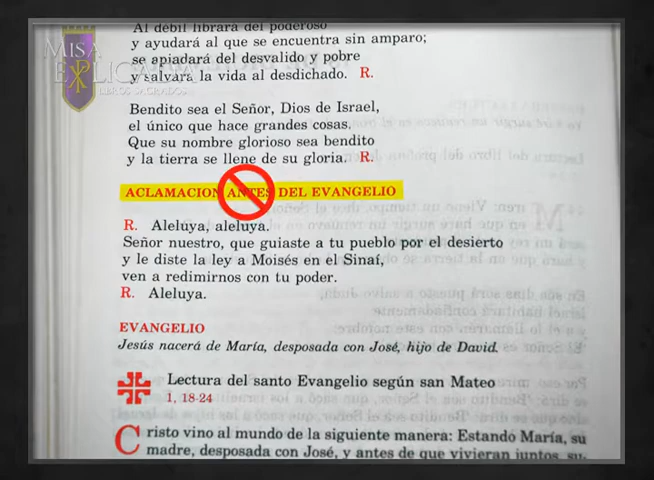 MISA
EXPLICADA
LIBROS SAGRADOS
Al débil librará del poderoso
y ayudará al que se encuentra sin amparo;
se apiadará del desvalido y pobre
y salvará la vida al desdichado. R.
Bendito sea el Señor, Dios de Israel,
el único que hace grandes cosas.
Que su nombre glorioso sea bendito
y la tierra se llene de su gloria. R.
ACLAMACION ANTES DEL EVANGELIO
R. Aleluya, aleluya.
Señor nuestro, que guiaste a tu pueblo por el desierto
y le diste la ley a Moisés en el Sinaí,
ven a redimirnos con tu poder.
R. Aleluya.
EVANGELIO
Jesús nacerá de María, desposada con José, hijo de David.
Lectura del santo Evangelio según san Mateo
1, 18-24
Cristo vino al mundo de la siguiente manera: Estando María, su
madre, desposada con José, y antes de que vivieran juntos, su-